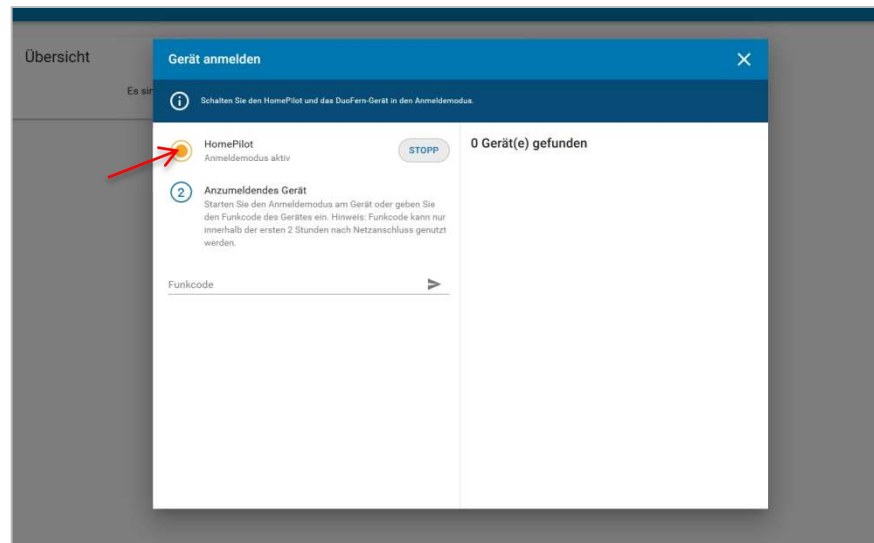 Übersicht
Es sin
Gerät anmelden
Schalten Sie den HomePilot und das DuoFern-Gerät in den Anmeldemodus.
HomePilot
Anmeldemodus aktiv
STOPP
2
Anzumeldendes Gerät
Starten Sie den Anmeldemodus am Gerät oder geben Sie
den Funkcode des Gerätes ein. Hinweis: Funkcode kann nur
innerhalb der ersten 2 Stunden nach Netzanschluss genutzt
werden.
Funkcode
0 Gerät(e) gefunden